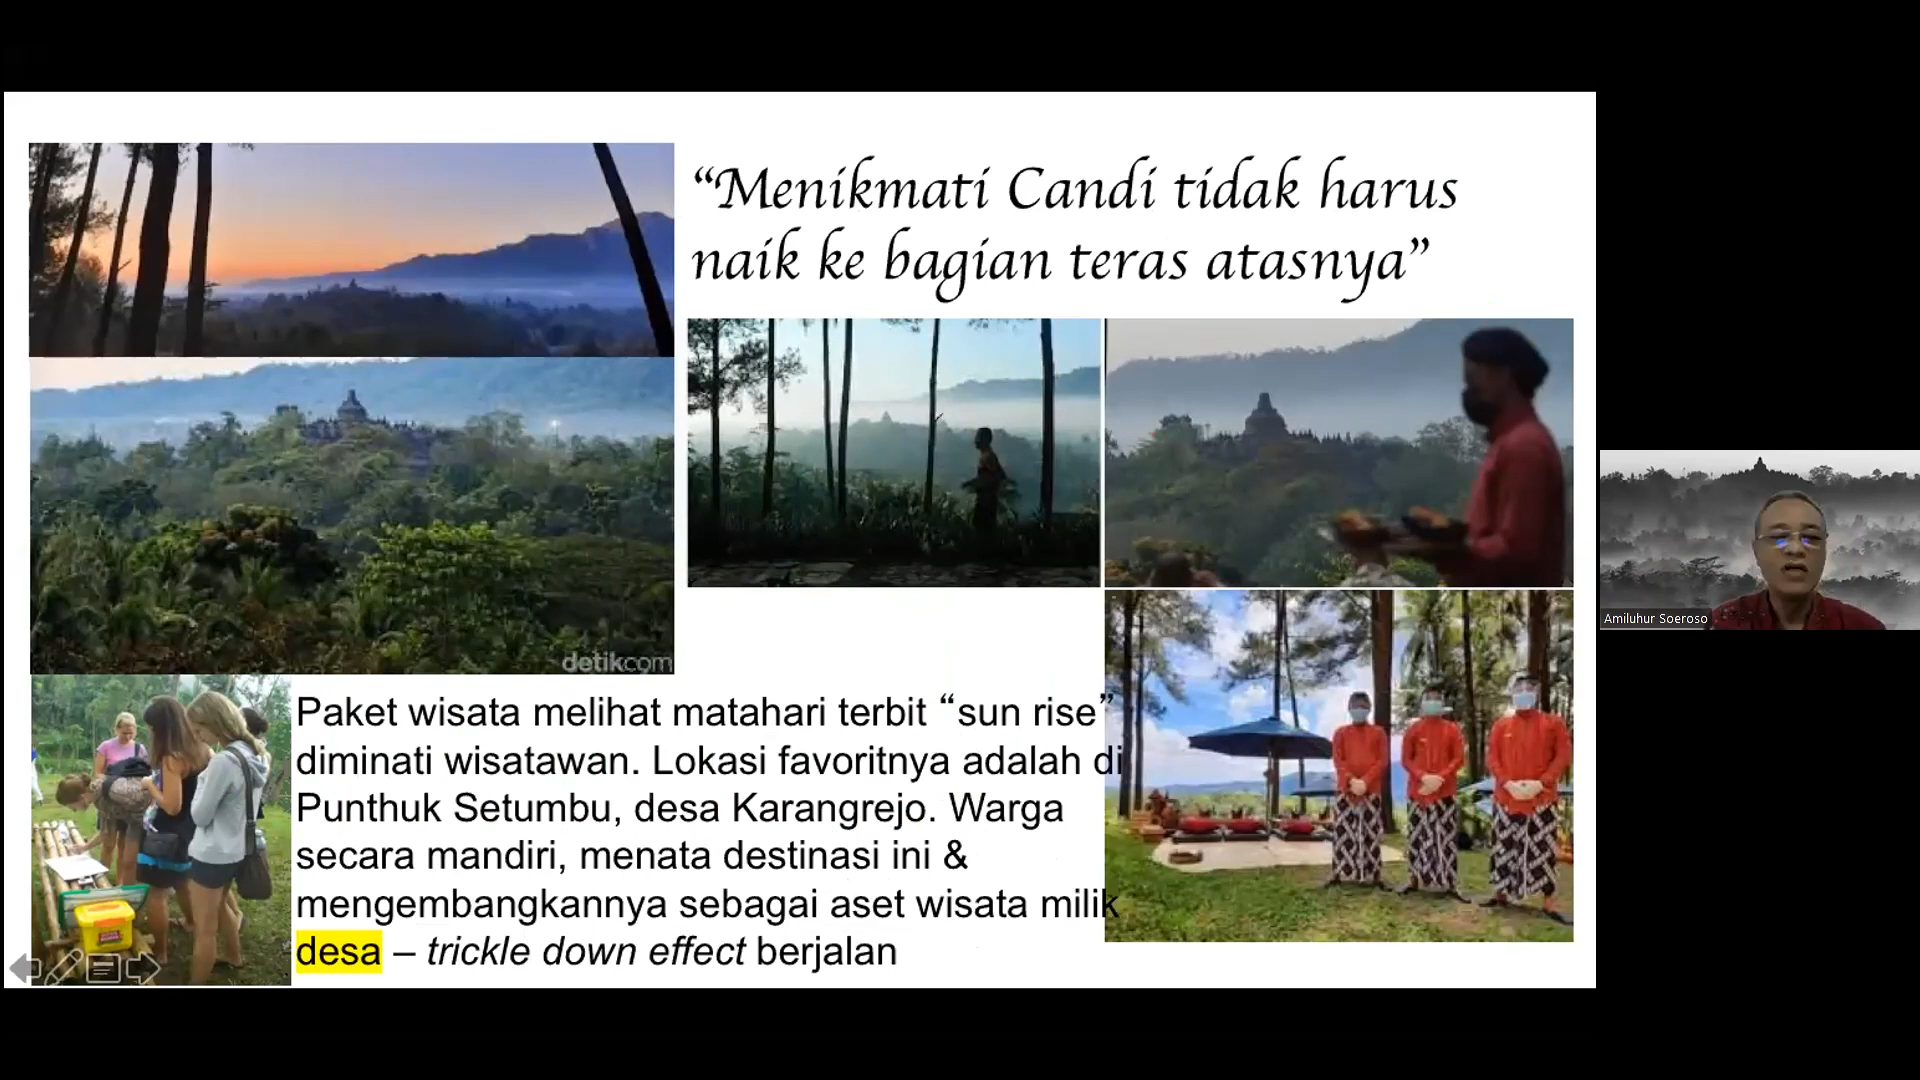 “Menikmati Candi tidak harus
naik ke bagian teras atasnya”
detikcom
Paket wisata melihat matahari terbit “sun rise”
diminati wisatawan. Lokasi favoritnya adalah di
Punthuk Setumbu, desa Karangrejo. Warga
secara mandiri, menata destinasi ini &
mengembangkannya sebagai aset wisata milik
desa – trickle down effect berjalan
Amiluhur Soeroso